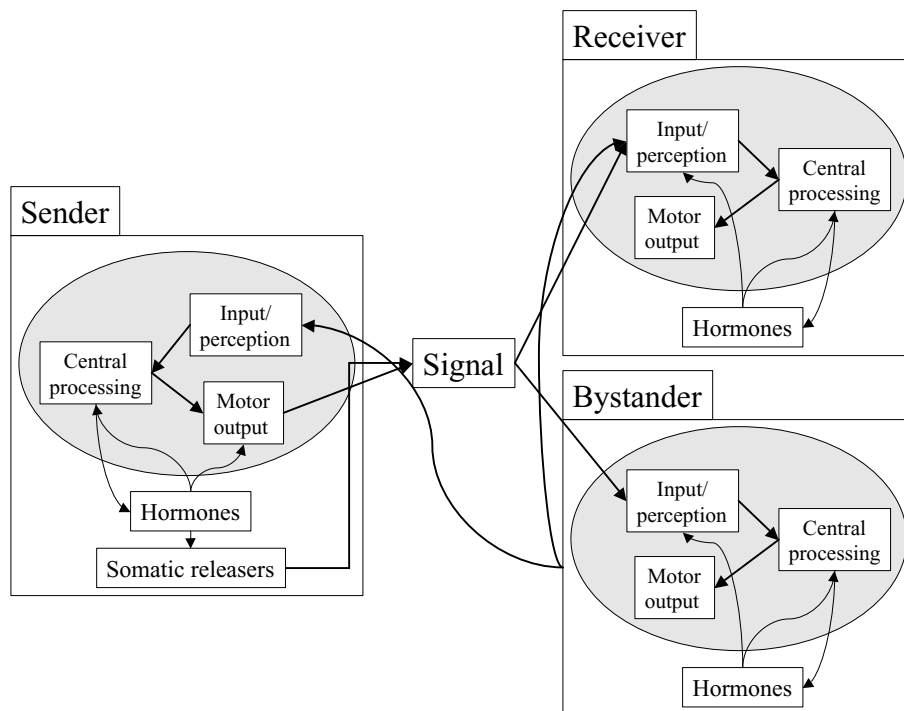 Sender
Input/
perception
Central
processing
Motor
output
Hormones
Somatic releasers
Signal
Receiver
Input/
perception
Central
processing
Motor
output
Hormones
Bystander
Input/
perception
Central
processing
Motor
output
Hormones